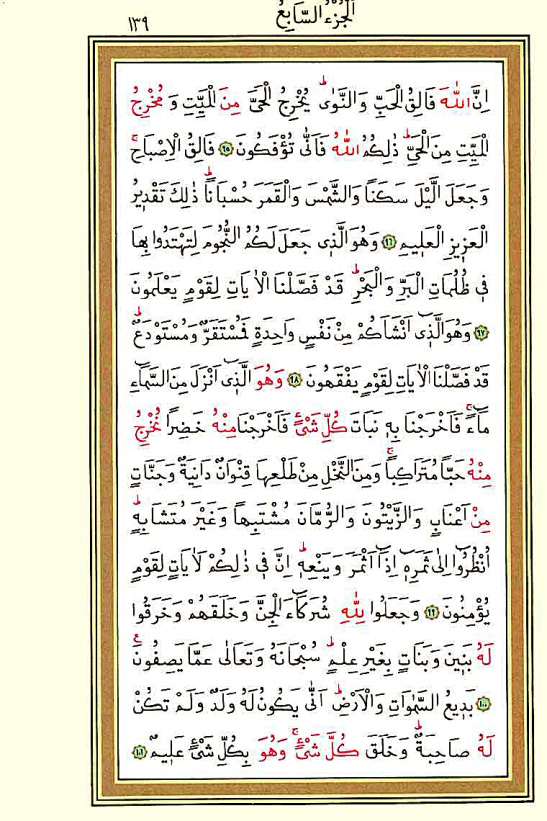 اَلْجُزْءُ السَّابِعُ
١٣٩
اِنَّ اللّٰهَ فَالِقُ الْحَبِّ وَالنَّوٰىۜ يُخْرِجُ الْحَيَّ مِنَ الْمَيِّتِ وَ مُخْرِجُ
الْمَيِّتِ مِنَ الْحَيِّۜ ذٰلِكُمُ اللّٰهُ فَاَنّٰى تُؤْفَكُونَ ﴿٩٥﴾ فَالِقُ الْاِصْبَاحِۚ
وَجَعَلَ الَّيْلَ سَكَنًا وَالشَّمْسَ وَالْقَمَرَ حُسْبَانًاۜ ذٰلِكَ تَقْد۪يرُ
الْعَز۪يزِ الْعَل۪يمِ ﴿٩٦﴾ وَهُوَ الَّذ۪ي جَعَلَ لَكُمُ النُّجُومَ لِتَهْتَدُوا بِهَا
ف۪ي ظُلُمَاتِ الْبَرِّ وَالْبَحْرِۜ قَدْ فَصَّلْنَا الْاٰيَاتِ لِقَوْمٍ يَعْلَمُونَ
﴿٩٧﴾ وَهُوَ الَّذ۪ٓي اَنْشَاَكُمْ مِنْ نَفْسٍ وَاحِدَةٍ فَمُسْتَقَرٌّ وَمُسْتَوْدَعٌۜ
قَدْ فَصَّلْنَا الْاٰيَاتِ لِقَوْمٍ يَفْقَهُونَ ﴿٩٨﴾ وَهُوَ الَّذ۪ٓي اَنْزَلَ مِنَ السَّمَٓاءِ
مَٓاءًۚ فَاَخْرَجْنَا بِه۪ نَبَاتَ كُلِّ شَيْءٍ فَاَخْرَجْنَا مِنْهُ خَضِرًا نُخْرِجُ
مِنْهُ حَبًّا مُتَرَاكِبًاۚ وَمِنَ النَّخْلِ مِنْ طَلْعِهَا قِنْوَانٌ دَانِيَةٌ وَجَنَّاتٍ
مِنْ اَعْنَابٍ وَالزَّيْتُونَ وَالرُّمَّانَ مُشْتَبِهًا وَغَيْرَ مُتَشَابِهٍۜ
اُنْظُرُٓوا اِلٰى ثَمَرِه۪ٓ اِذَٓا اَثْمَرَ وَيَنْعِه۪ۜ اِنَّ ف۪ي ذٰلِكُمْ لَاٰيَاتٍ لِقَوْمٍ
يُؤْمِنُونَ ﴿٩٩﴾ وَجَعَلُوا لِلّٰهِ شُرَكَٓاءَ الْجِنَّ وَخَلَقَهُمْ وَخَرَقُوا
لَهُ بَن۪ينَ وَبَنَاتٍ بِغَيْرِ عِلْمٍۜ سُبْحَانَهُ وَتَعَالٰى عَمَّا يَصِفُونَ۟
﴿١٠٠﴾ بَد۪يعُ السَّمٰوَاتِ وَالْاَرْضِۜ اَنّٰى يَكُونُ لَهُ وَلَدٌ وَلَمْ تَكُنْ
لَهُ صَاحِبَةٌۜ وَخَلَقَ كُلَّ شَيْءٍۚ وَهُوَ بِكُلِّ شَيْءٍ عَل۪يمٌ ﴿١٠١﴾